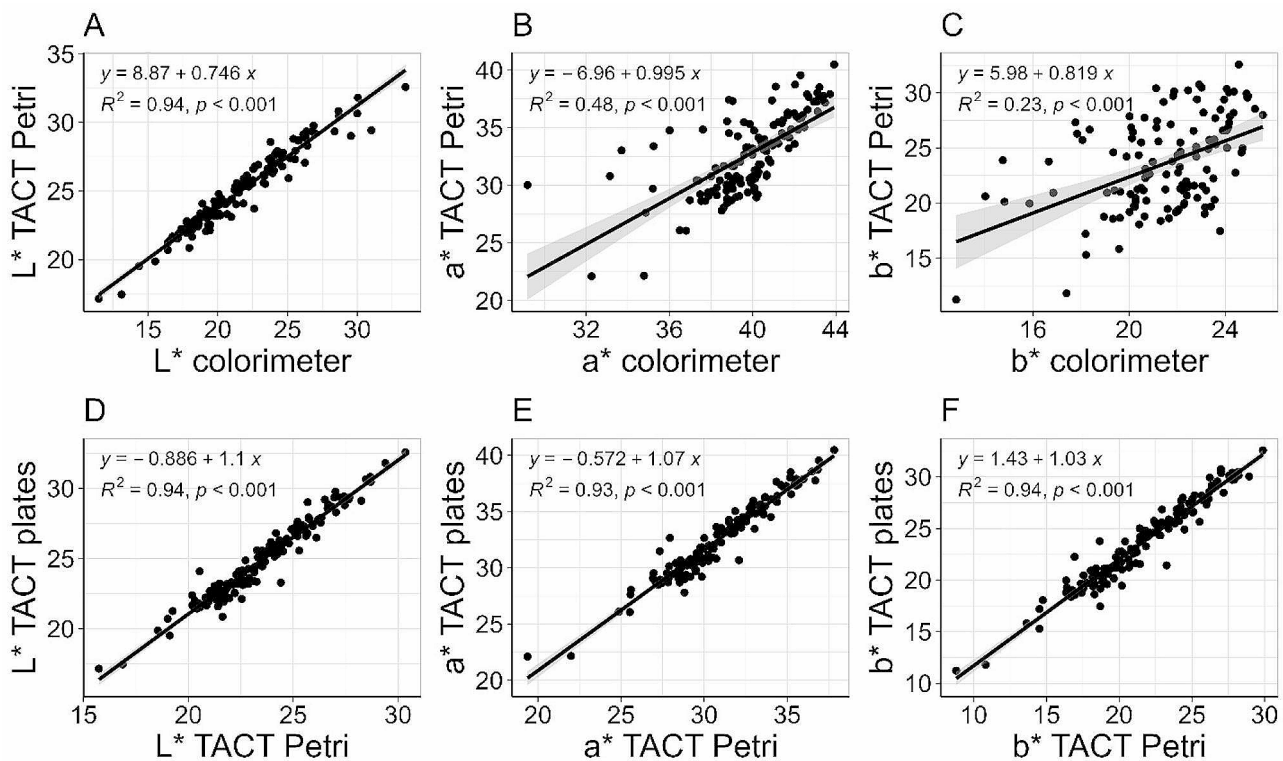 A
B
C
35
30
25
20
L* TACT Petri
y = 8.87 + 0.746 x
R² = 0.94, p < 0.001
15
20
25
30
L* colorimeter
40
35
30
25
20
a* TACT Petri
y = − 6.96 + 0.995 x
R² = 0.48, p < 0.001
32
36
40
44
a* colorimeter
30
25
20
15
b* TACT Petri
y = 5.98 + 0.819 x
R² = 0.23, p < 0.001
16
20
24
b* colorimeter
D
E
F
30
25
20
L* TACT plates
y = − 0.886 + 1.1 x
R² = 0.94, p < 0.001
15
20
25
30
L* TACT Petri
40
35
30
25
20
a* TACT plates
y = − 0.572 + 1.07 x
R² = 0.93, p < 0.001
20
25
30
35
a* TACT Petri
30
25
20
15
10
b* TACT plates
y = 1.43 + 1.03 x
R² = 0.94, p < 0.001
10
15
20
25
30
b* TACT Petri